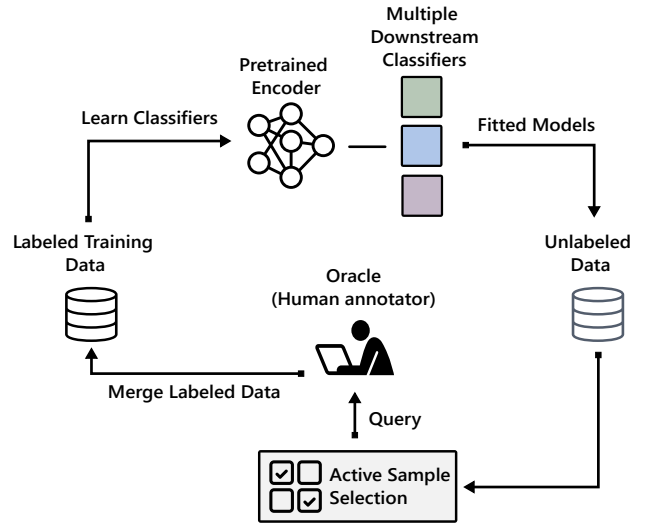 Multiple
Downstream
Classifiers
Pretrained
Encoder
Learn Classifiers
Fitted Models
Labeled Training
Data
Unlabeled
Data
Oracle
(Human annotator)
Merge Labeled Data
Query
Active Sample
Selection